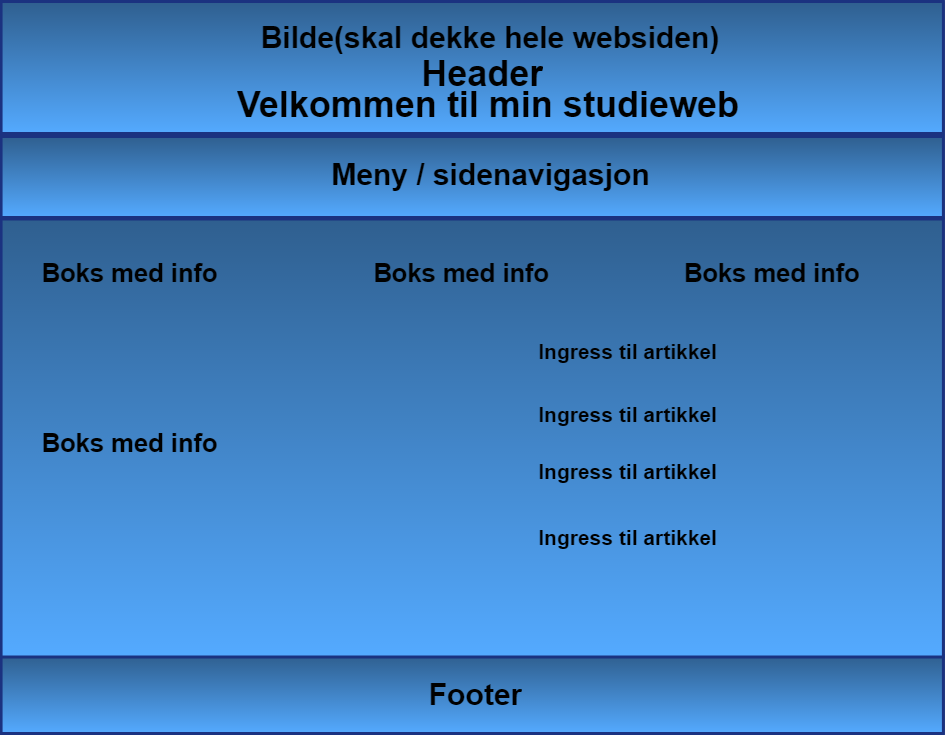 Bilde(skal dekke hele websiden)
Header
Velkommen til min studieweb
Meny / sidenavigasjon
Boks med info Boks med info Boks med info
Ingress til artikkel
Ingress til artikkel
Boks med info
Ingress til artikkel
Ingress til artikkel
Footer